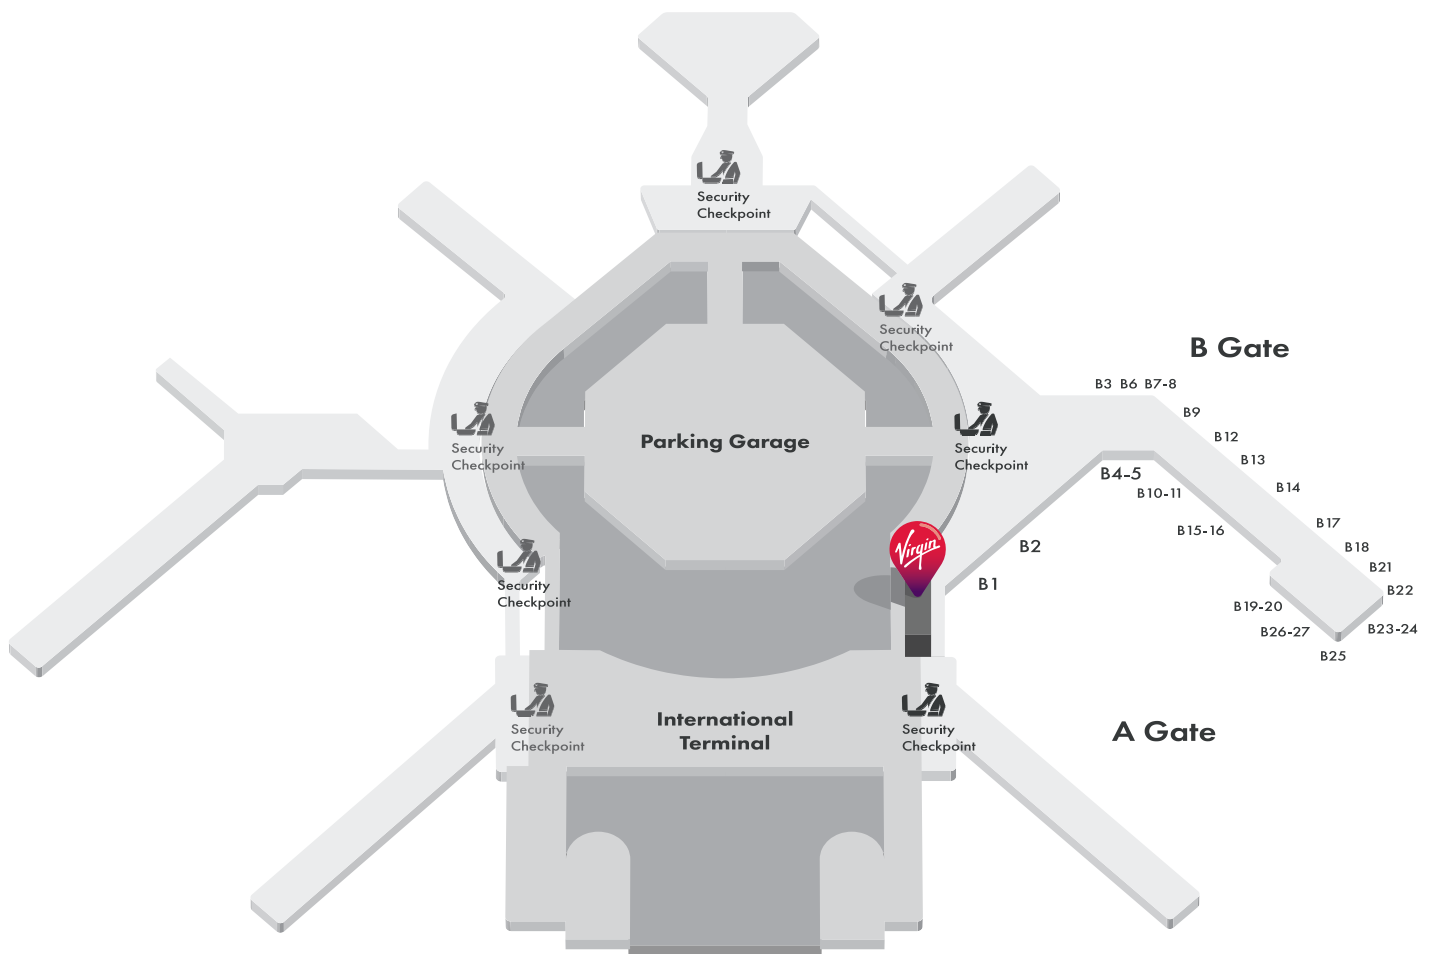 Security
Checkpoint
Security
Checkpoint
B Gate
B3 B6 B7-8
B9
B12
B13
B14
B17
B18
B21
B22
B23-24
B25
B26-27
B19-20
B15-16
B10-11
B4-5
B2
B1
Parking Garage
Security
Checkpoint
Security
Checkpoint
Virgin
Security
Checkpoint
International
Terminal
Security
Checkpoint
Security
Checkpoint
A Gate